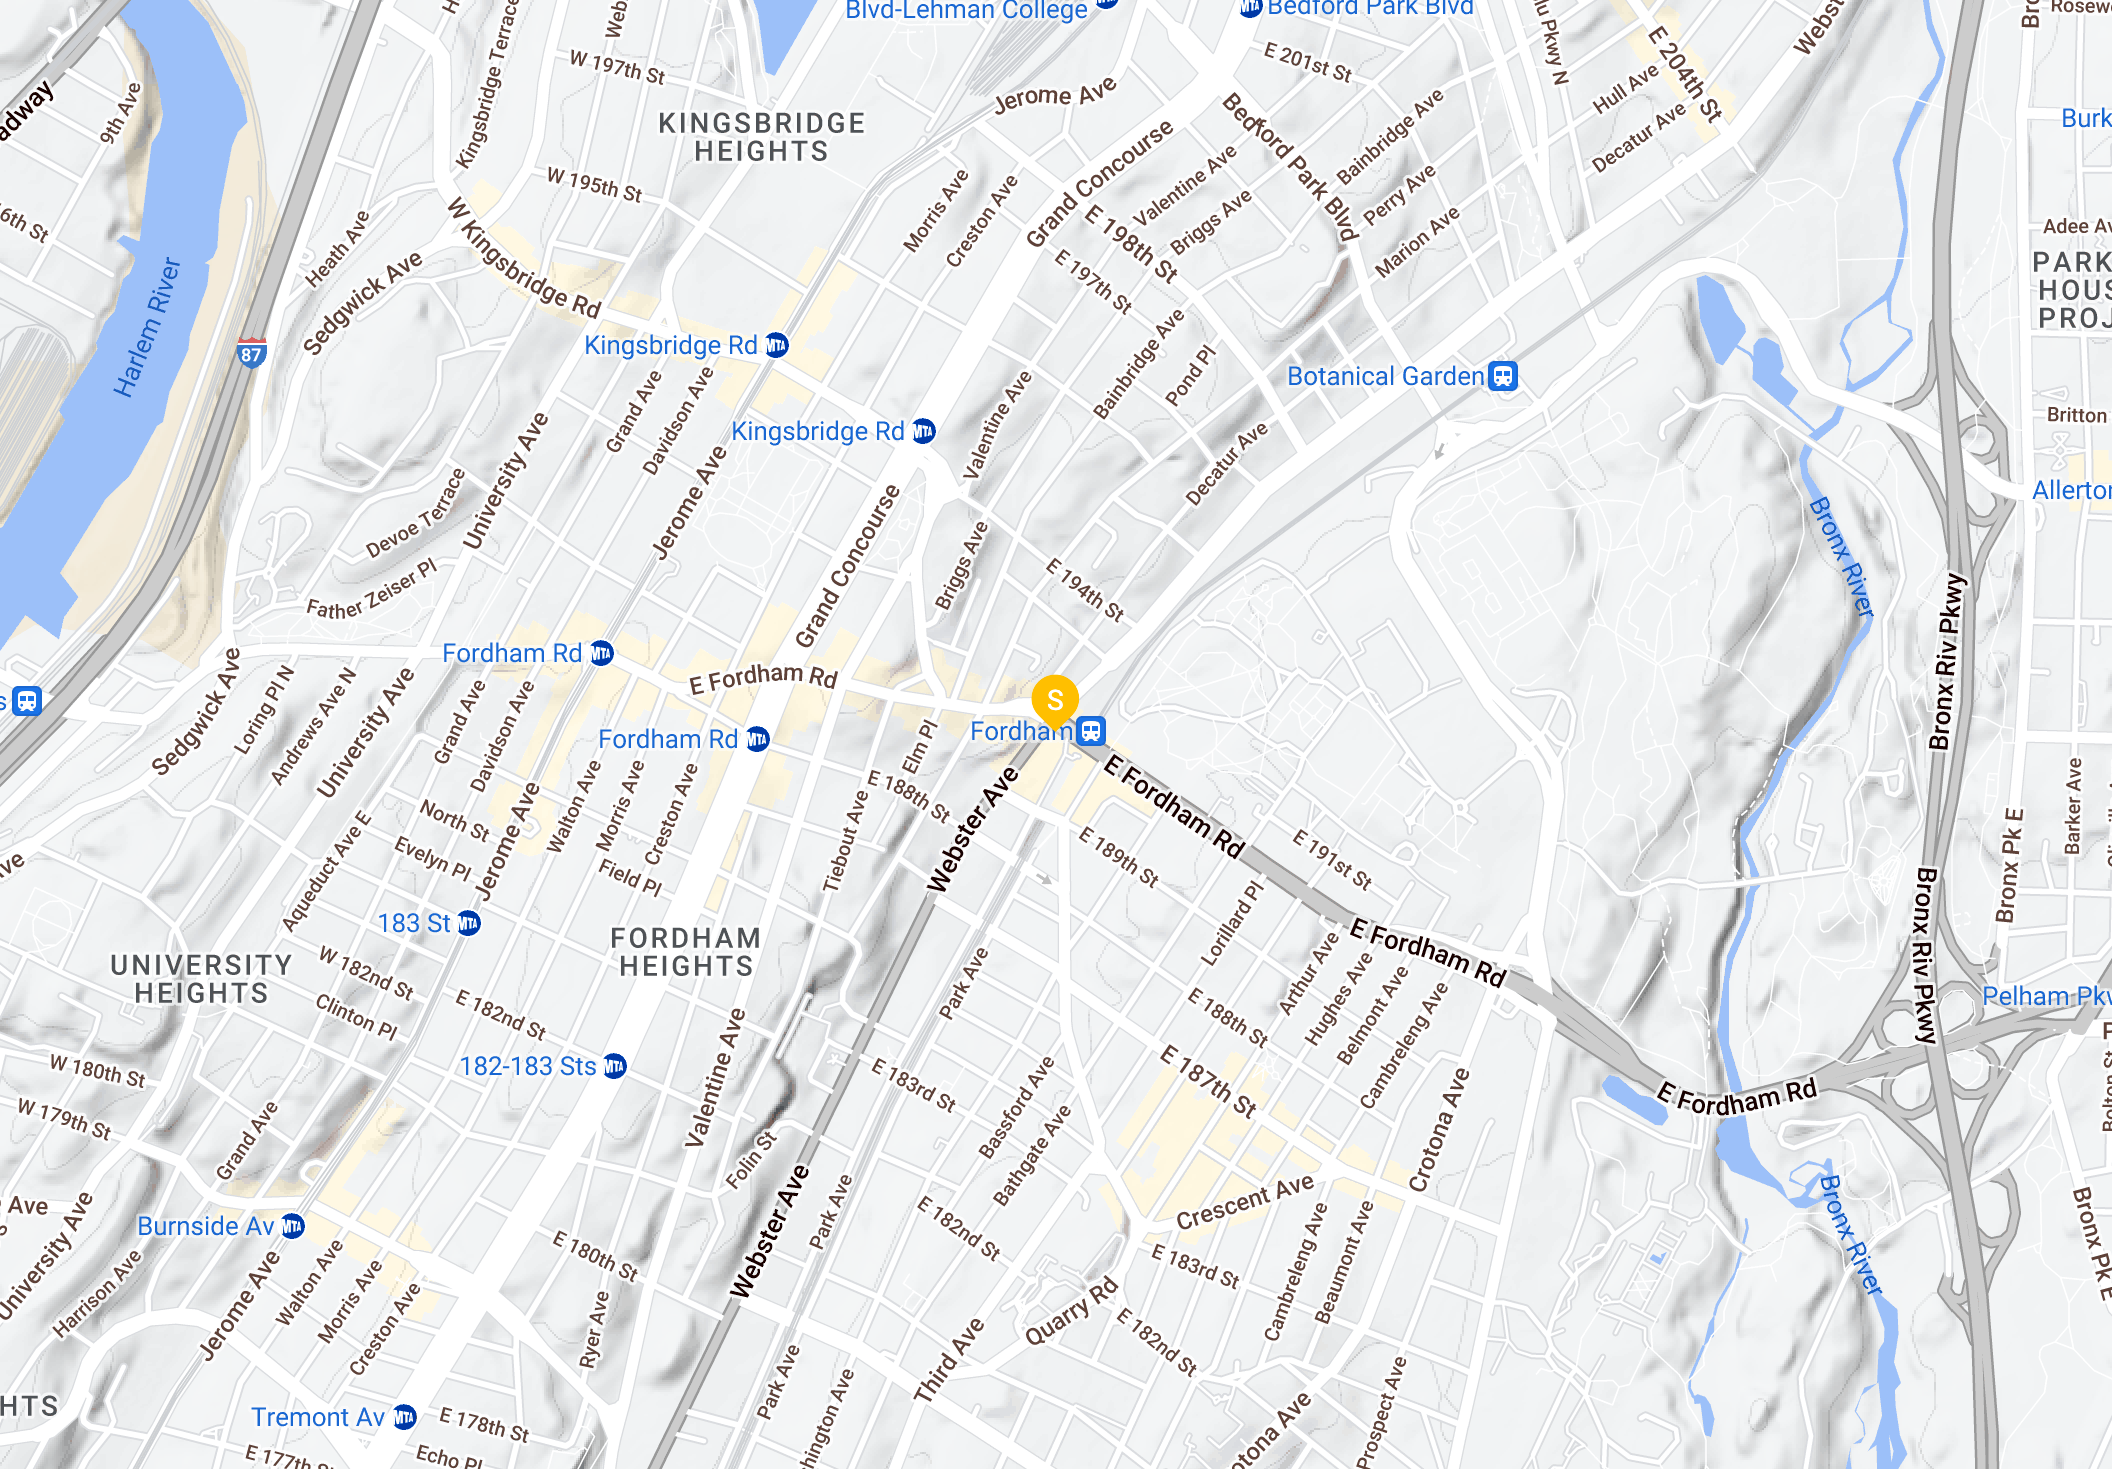 Blvd-Lehman College
Bedford Park Blvd
W 197th St
Kingsbridge Terrace
E 201st St
E 204th St
Hull Ave
Decatur Ave
9th Ave
Jerome Ave
KINGSBRIDGE
HEIGHTS
Bedford Park Blvd
Bainbridge Ave
Grand Concourse
Valentine Ave
Perry Ave
Briggs Ave
Marion Ave
W 195th St
Morris Ave
Creston Ave
E 198th St
E 197th St
W Kingsbridge Rd
Heath Ave
Sedgwick Ave
Harlem River
87
Kingsbridge Rd
MTA
Kingsbridge Rd
MTA
Bainbridge Ave
Pond Pl
Botanical Garden
Decatur Ave
Britton
Grand Ave
Davidson Ave
University Ave
Valentine Ave
Jerome Ave
Devoe Terrace
Father Zeiser Pl
Grand Concourse
Briggs Ave
E 194th St
Bronx River
Bronx Riv Pkwy
Fordham Rd
MTA
E Fordham Rd
S
Fordham
Fordham Rd
MTA
Sedgwick Ave
Loring Pl N
Andrews Ave N
University Ave
Grand Ave
Davidson Ave
Elm Pl
E 188th St
Webster Ave
E Fordham Rd
E 189th St
E 191st St
Barker Ave
Bronx Pk E
North St
Evelyn Pl
Jerome Ave
Walton Ave
Morris Ave
Creston Ave
Field Pl
Tiebout Ave
Aqueduct Ave E
183 St
MTA
FORDHAM
HEIGHTS
UNIVERSITY
HEIGHTS
Lorillard Pl
Arthur Ave
E Fordham Rd
Hughes Ave
Belmont Ave
Cambreleng Ave
Bronx Riv Pkwy
W 182nd St
Clinton Pl
E 182nd St
Park Ave
E 188th St
182-183 Sts
MTA
Valentine Ave
E 183rd St
E 187th St
Crotona Ave
E Fordham Rd
W 180th St
W 179th St
Grand Ave
Folin St
Bassford Ave
Bathgate Ave
Webster Ave
Park Ave
E 182nd St
Crescent Ave
Bronx River
Burnside Av
MTA
University Ave
Harrison Ave
Jerome Ave
Walton Ave
Morris Ave
Creston Ave
E 180th St
Ryer Ave
E 183rd St
Cambreleng Ave
Beaumont Ave
Quarry Rd
E 182nd St
Third Ave
Park Ave
Prospect Ave
Tremont Av
MTA
E 178th St
Bronx Pk E